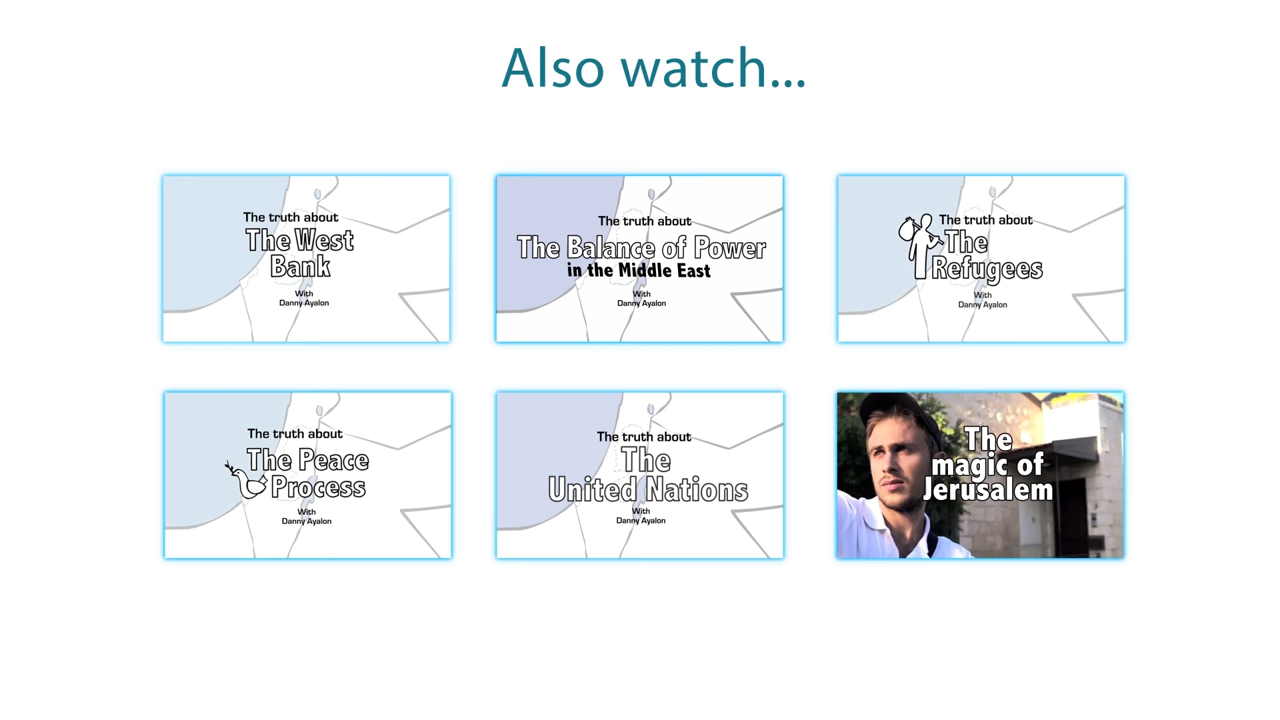 Also watch...
The truth about
The West
Bank
With
Danny Ayalon
The truth about
The Balance of Power
in the Middle East
With
Danny Ayalon
The truth about
The
Refugees
With
Danny Ayalon
The truth about
The Peace
Process
With
Danny Ayalon
The truth about
The
United Nations
With
Danny Ayalon
The
magic of
Jerusalem